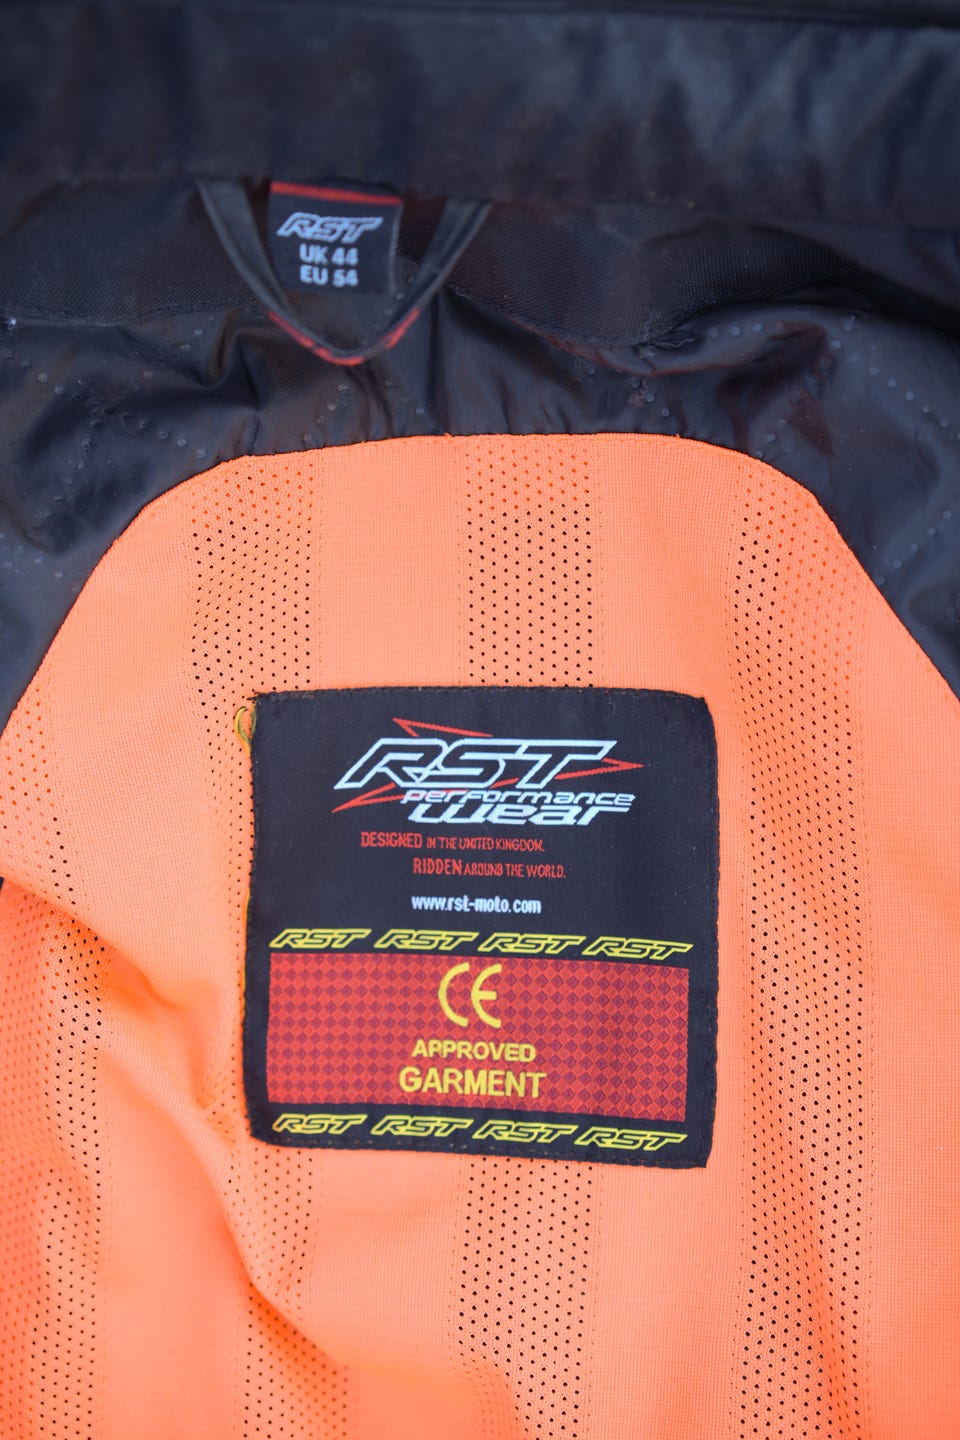 RST
UK 44
EU 54
RST
performance
wear
DESIGNED IN THE UNITED KINGDOM.
RIDDEN AROUND THE WORLD.
www.rst-moto.com
RST RST RST RST
CE
APPROVED
GARMENT
RST RST RST RST